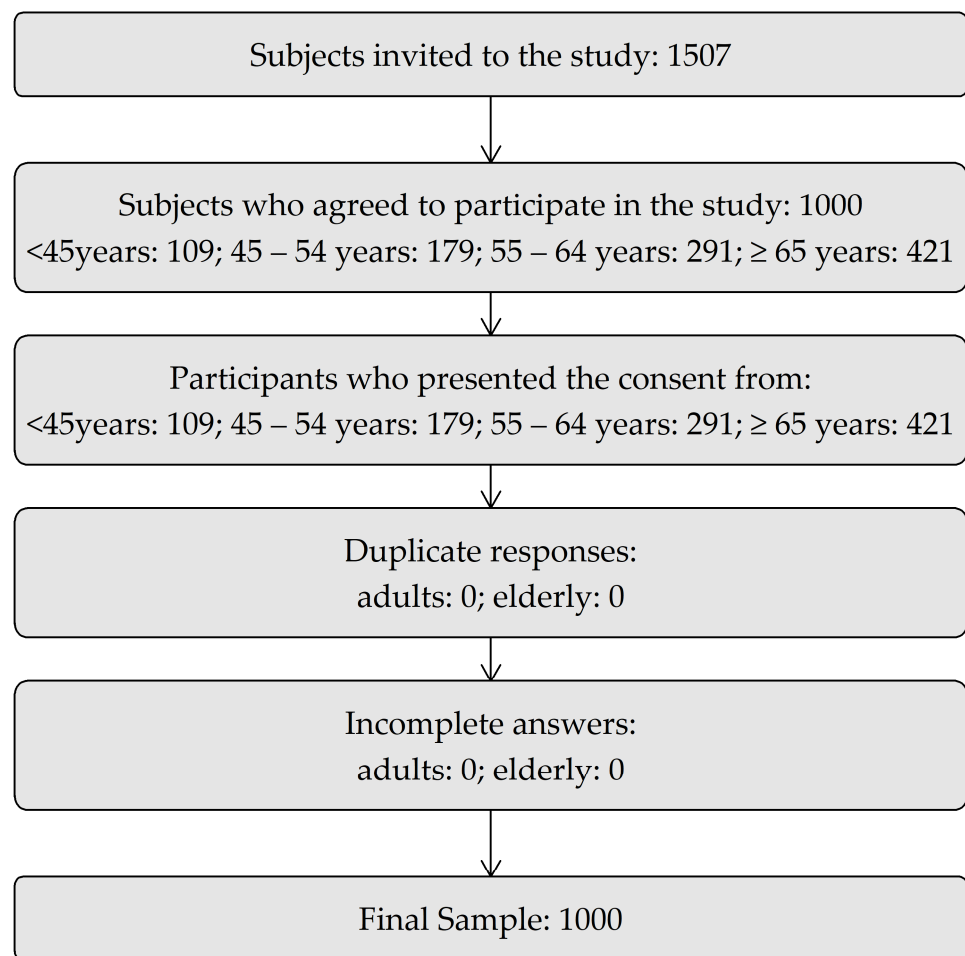 Subjects invited to the study: 1507
Subjects who agreed to participate in the study: 1000
<45years: 109; 45 – 54 years: 179; 55 – 64 years: 291; ≥ 65 years: 421
Participants who presented the consent from:
<45years: 109; 45 – 54 years: 179; 55 – 64 years: 291; ≥ 65 years: 421
Duplicate responses:
adults: 0; elderly: 0
Incomplete answers:
adults: 0; elderly: 0
Final Sample: 1000